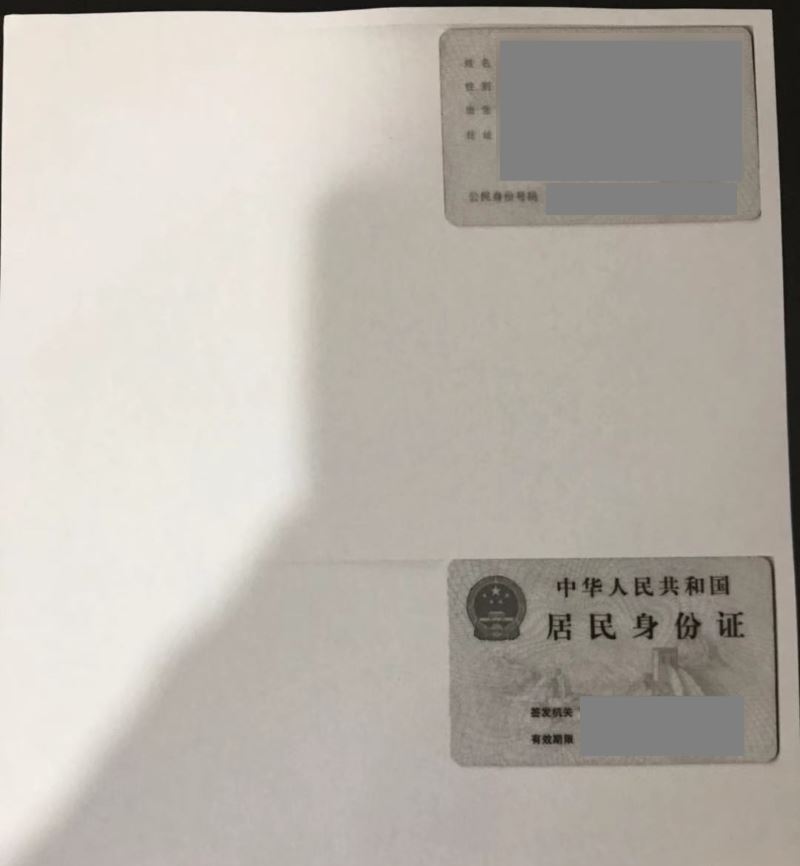 姓名
性别
出生
住址
公民身份号码
中华人民共和国
居民身份证
签发机关
有效期限